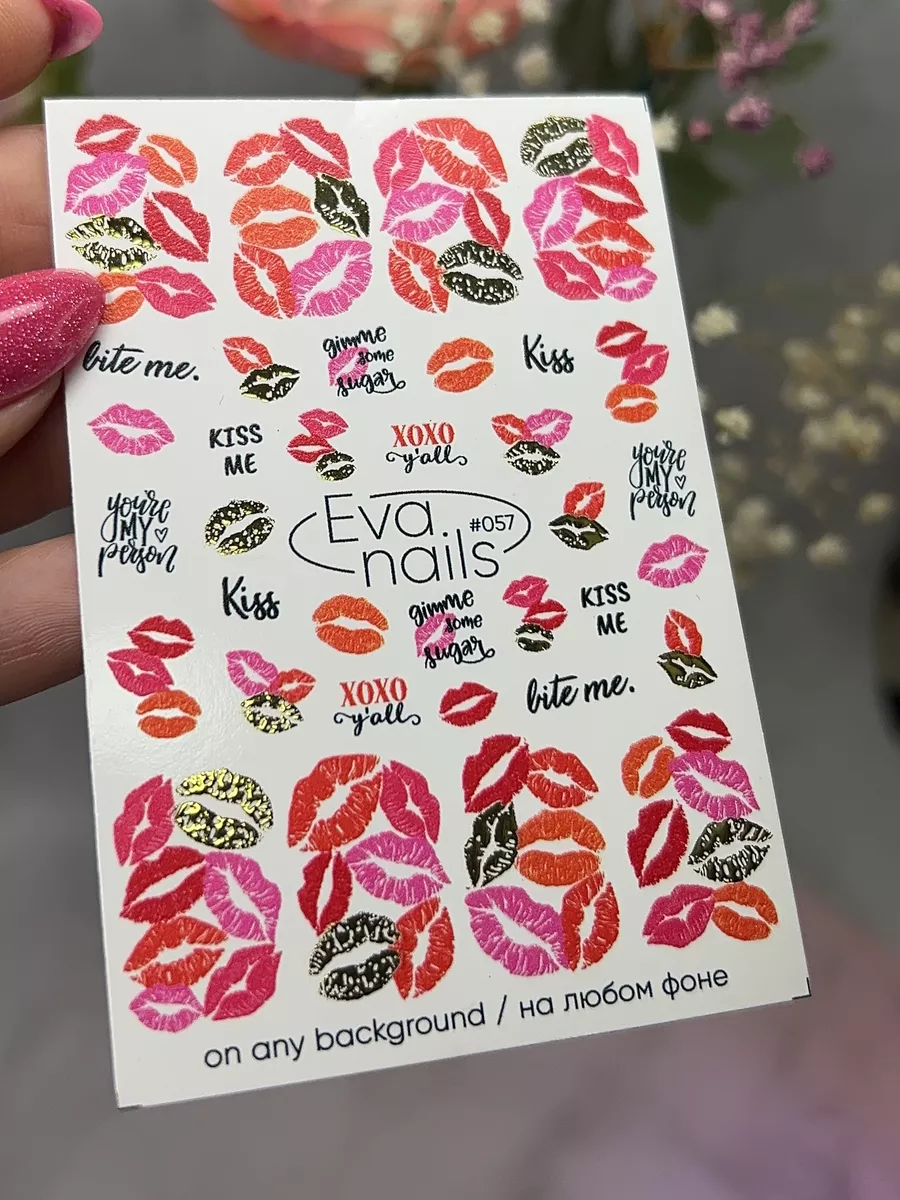 bite me.
gimme
some
sugar
Kiss
KISS
ME
XOXO
y'all
you're
MY
person
you're
MY
person
Eva
nails
#057
Kiss
gimme
some
sugar
KISS
ME
XOXO
y'all
bite me.
on any background / на любом фоне